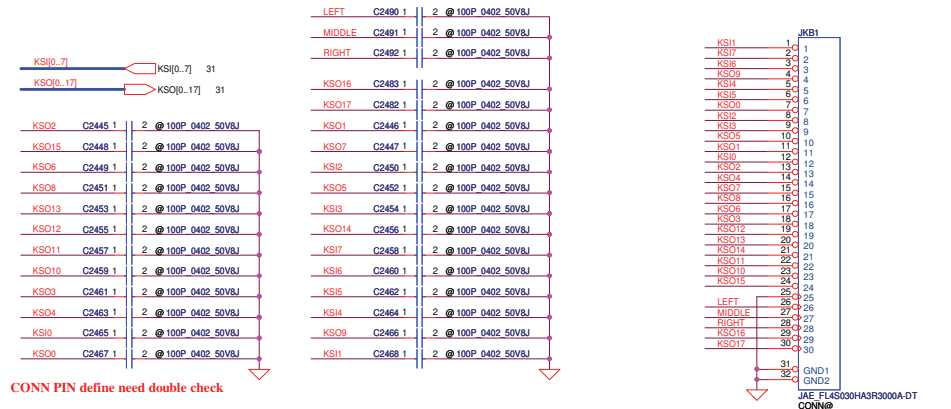 KSI[0..7] KSI[0..7] 31
KSO[0..17] KSO[0..17] 31
KSO2 C2445 1 2 @ 100P_0402_50V8J
KSO15 C2448 1 2 @ 100P_0402_50V8J
KSO6 C2449 1 2 @ 100P_0402_50V8J
KSO8 C2451 1 2 @ 100P_0402_50V8J
KSO13 C2453 1 2 @ 100P_0402_50V8J
KSO12 C2455 1 2 @ 100P_0402_50V8J
KSO11 C2457 1 2 @ 100P_0402_50V8J
KSO10 C2459 1 2 @ 100P_0402_50V8J
KSO3 C2461 1 2 @ 100P_0402_50V8J
KSO4 C2463 1 2 @ 100P_0402_50V8J
KSI0 C2465 1 2 @ 100P_0402_50V8J
KSO0 C2467 1 2 @ 100P_0402_50V8J
CONN PIN define need double check
LEFT C2490 1 2 @ 100P_0402_50V8J
MIDDLE C2491 1 2 @ 100P_0402_50V8J
RIGHT C2492 1 2 @ 100P_0402_50V8J
KSO16 C2483 1 2 @ 100P_0402_50V8J
KSO17 C2482 1 2 @ 100P_0402_50V8J
KSO1 C2446 1 2 @ 100P_0402_50V8J
KSO7 C2447 1 2 @ 100P_0402_50V8J
KSI2 C2450 1 2 @ 100P_0402_50V8J
KSO5 C2452 1 2 @ 100P_0402_50V8J
KSI3 C2454 1 2 @ 100P_0402_50V8J
KSO14 C2456 1 2 @ 100P_0402_50V8J
KSI7 C2458 1 2 @ 100P_0402_50V8J
KSI6 C2460 1 2 @ 100P_0402_50V8J
KSI5 C2462 1 2 @ 100P_0402_50V8J
KSI4 C2464 1 2 @ 100P_0402_50V8J
KSO9 C2466 1 2 @ 100P_0402_50V8J
KSI1 C2468 1 2 @ 100P_0402_50V8J
JKB1
KSI1 1 1
KSI7 2 2
KSI6 3 3
KSO9 4 4
KSI4 5 5
KSI5 6 6
KSO0 7 7
KSI2 8 8
KSI3 9 9
KSO5 10 10
KSO1 11 11
KSI0 12 12
KSO2 13 13
KSO4 14 14
KSO7 15 15
KSO8 16 16
KSO6 17 17
KSO3 18 18
KSO12 19 19
KSO13 20 20
KSO14 21 21
KSO11 22 22
KSO10 23 23
KSO15 24 24
25 25
LEFT 26 26
MIDDLE 27 27
RIGHT 28 28
KSO16 29 29
KSO17 30 30
31 GND1
32 GND2
JAE_FL4S030HA3R3000A-DT
CONN@